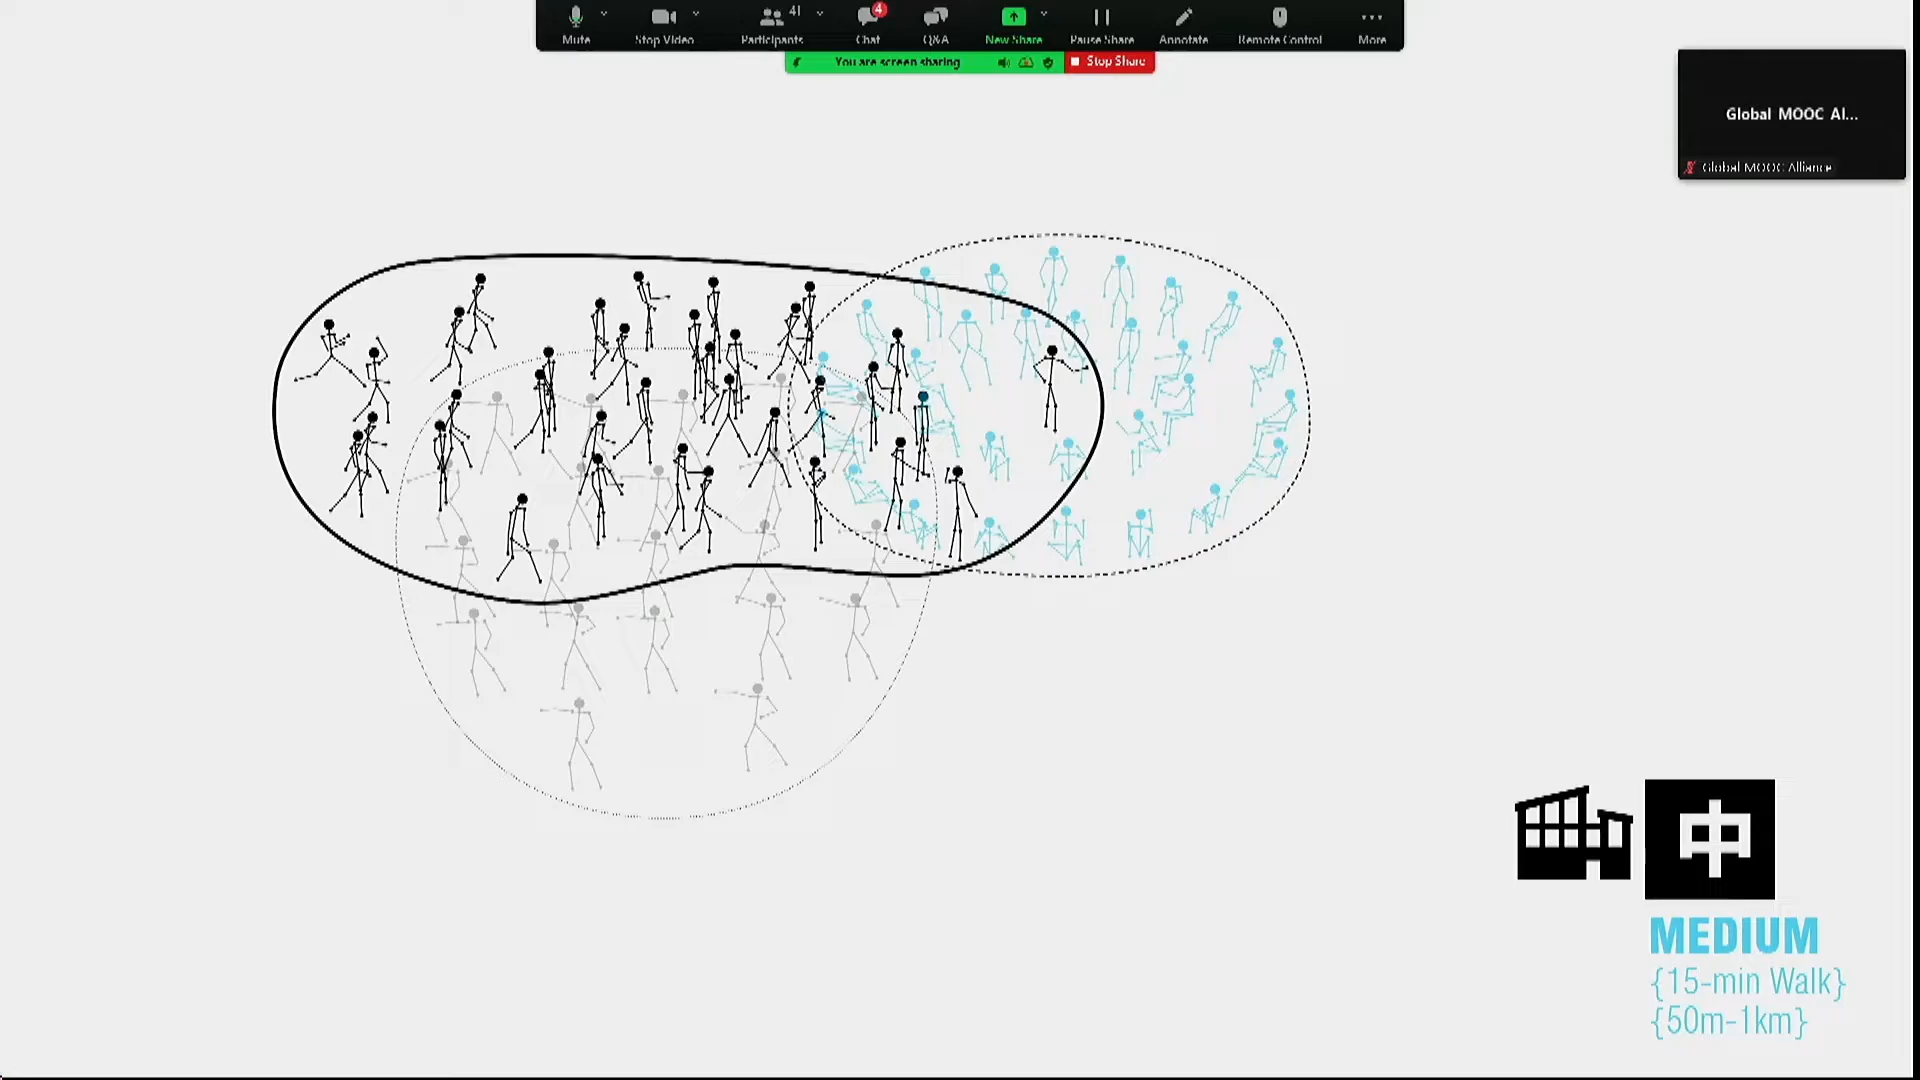 41
4
Mute
Stop Video
Participants
Chat
Q&A
New Share
Pause Share
Annotate
Remote Control
More
You are screen sharing
Stop Share
Global MOOC Al...
Global MOOC Alliance
中
MEDIUM
{15-min Walk}
{50m-1km}